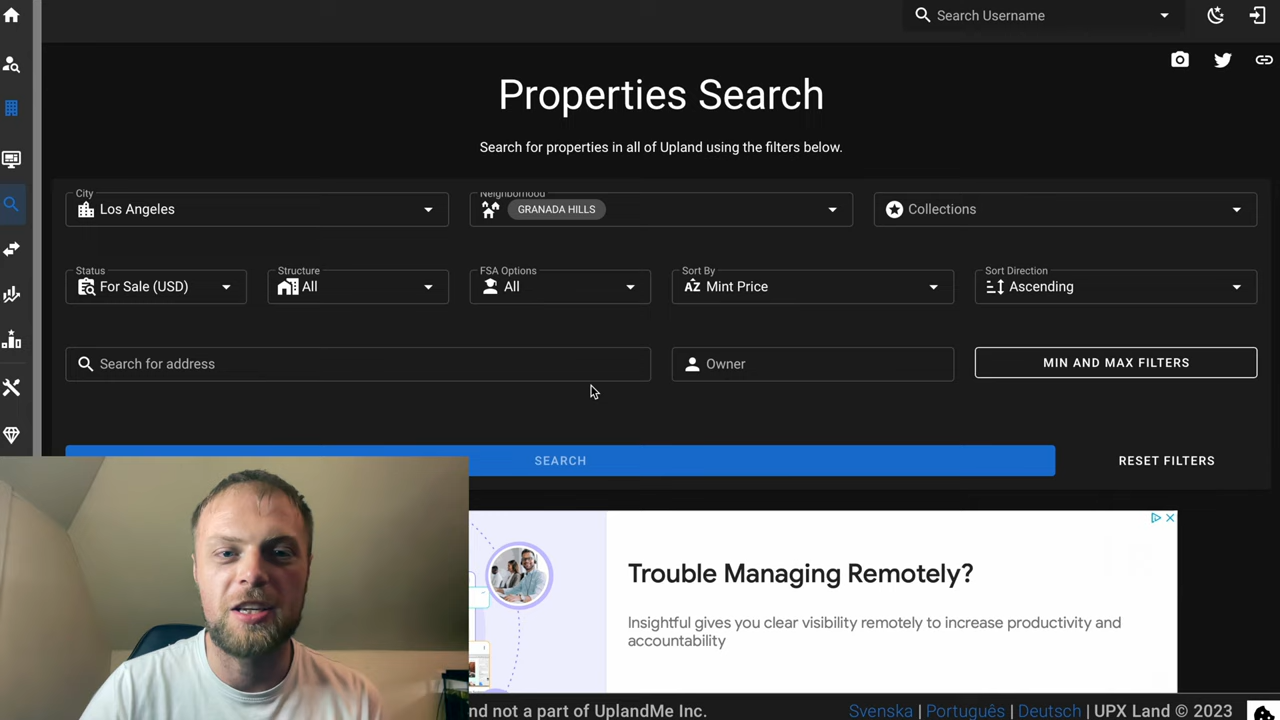 Search Username
Properties Search
Search for properties in all of Upland using the filters below.
City
Los Angeles
Neighborhood
GRANADA HILLS
Collections
Status
For Sale (USD)
Structure
All
FSA Options
All
Sort By
AZ Mint Price
Sort Direction
Ascending
Search for address
Owner
MIN AND MAX FILTERS
SEARCH
RESET FILTERS
Trouble Managing Remotely?
Insightful gives you clear visibility remotely to increase productivity and
accountability
nd not a part of UplandMe Inc.
Svenska | Português | Deutsch | UPX Land © 2023